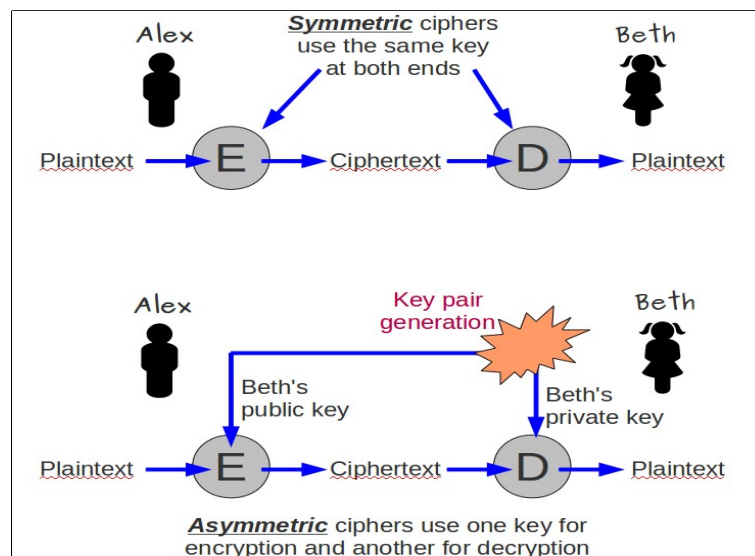 Alex
Symmetric ciphers
use the same key
at both ends
Beth
Plaintext
E
Ciphertext
D
Plaintext
Alex
Key pair
generation
Beth
Beth's
public key
Beth's
private key
Plaintext
E
Ciphertext
D
Plaintext
Asymmetric ciphers use one key for
encryption and another for decryption